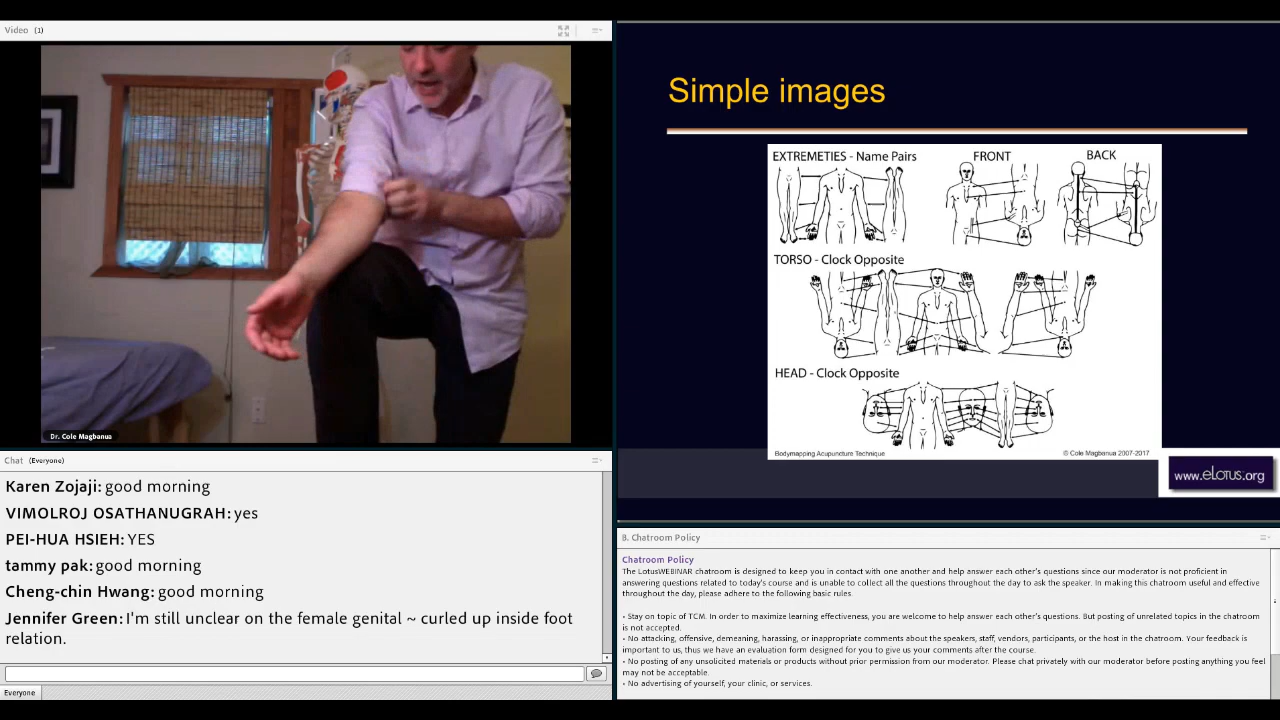 Video (1)
Dr. Cole Magbanua
Simple images
EXTREMETIES - Name Pairs
FRONT
BACK
TORSO - Clock Opposite
HEAD - Clock Opposite
Bodymapping Acupuncture Technique
© Cole Magbanua 2007-2017
www.eLOTUS.org
Chat (Everyone)
Karen Zojaji: good morning
VIMOLROJ OSATHANUGRAH: yes
PEI-HUA HSIEH: YES
tammy pak: good morning
Cheng-chin Hwang: good morning
Jennifer Green: I'm still unclear on the female genital ~ curled up inside foot
relation.
Everyone
B. Chatroom Policy
Chatroom Policy
The LotusWEBINAR chatroom is designed to keep you in contact with one another and help answer each other's questions since our moderator is not proficient in
answering questions related to today's course and is unable to collect all the questions throughout the day to ask the speaker. In making this chatroom useful and effective
throughout the day, please adhere to the following basic rules.
• Stay on topic of TCM. In order to maximize learning effectiveness, you are welcome to help answer each other's questions. But posting of unrelated topics in the chatroom
is not accepted.
• No attacking, offensive, demeaning, harassing, or inappropriate comments about the speakers, staff, vendors, participants, or the host in the chatroom. Your feedback is
important to us, thus we have an evaluation form designed for you to give us your comments after the course.
• No posting of any unsolicited materials or products without prior permission from our moderator. Please chat privately with our moderator before posting anything you feel
may not be acceptable.
• No advertising of yourself, your clinic, or services.